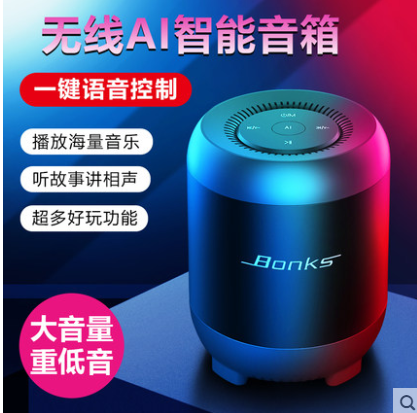 无线AI智能音箱
一键语音控制
播放海量音乐
听故事讲相声
超多好玩功能
AI
Bonks
大音量
重低音